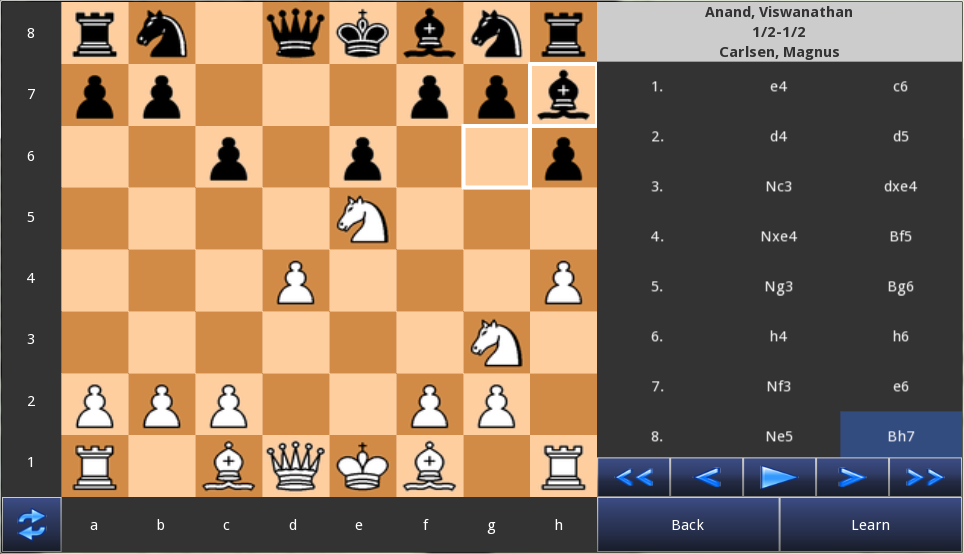 Anand, Viswanathan
1/2-1/2
Carlsen, Magnus
8
7
6
5
4
3
2
1
a b c d e f g h
1. e4 c6
2. d4 d5
3. Nc3 dxe4
4. Nxe4 Bf5
5. Ng3 Bg6
6. h4 h6
7. Nf3 e6
8. Ne5 Bh7
Back Learn